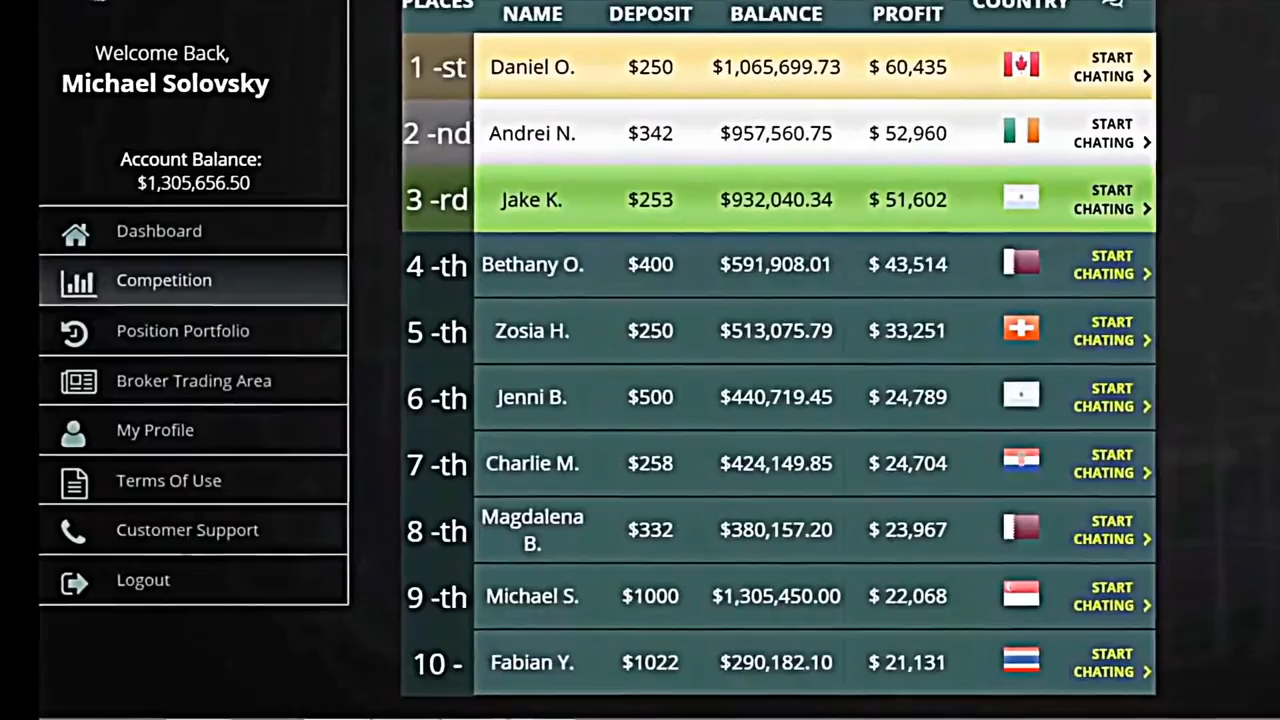 Welcome Back,
Michael Solovsky
Account Balance:
$1,305,656.50
Dashboard
Competition
Position Portfolio
Broker Trading Area
My Profile
Terms Of Use
Customer Support
Logout
PLACES NAME DEPOSIT BALANCE PROFIT COUNTRY
1 -st Daniel O. $250 $1,065,699.73 $ 60,435 START CHATING
2 -nd Andrei N. $342 $957,560.75 $ 52,960 START CHATING
3 -rd Jake K. $253 $932,040.34 $ 51,602 START CHATING
4 -th Bethany O. $400 $591,908.01 $ 43,514 START CHATING
5 -th Zosia H. $250 $513,075.79 $ 33,251 START CHATING
6 -th Jenni B. $500 $440,719.45 $ 24,789 START CHATING
7 -th Charlie M. $258 $424,149.85 $ 24,704 START CHATING
8 -th Magdalena B. $332 $380,157.20 $ 23,967 START CHATING
9 -th Michael S. $1000 $1,305,450.00 $ 22,068 START CHATING
10 - Fabian Y. $1022 $290,182.10 $ 21,131 START CHATING